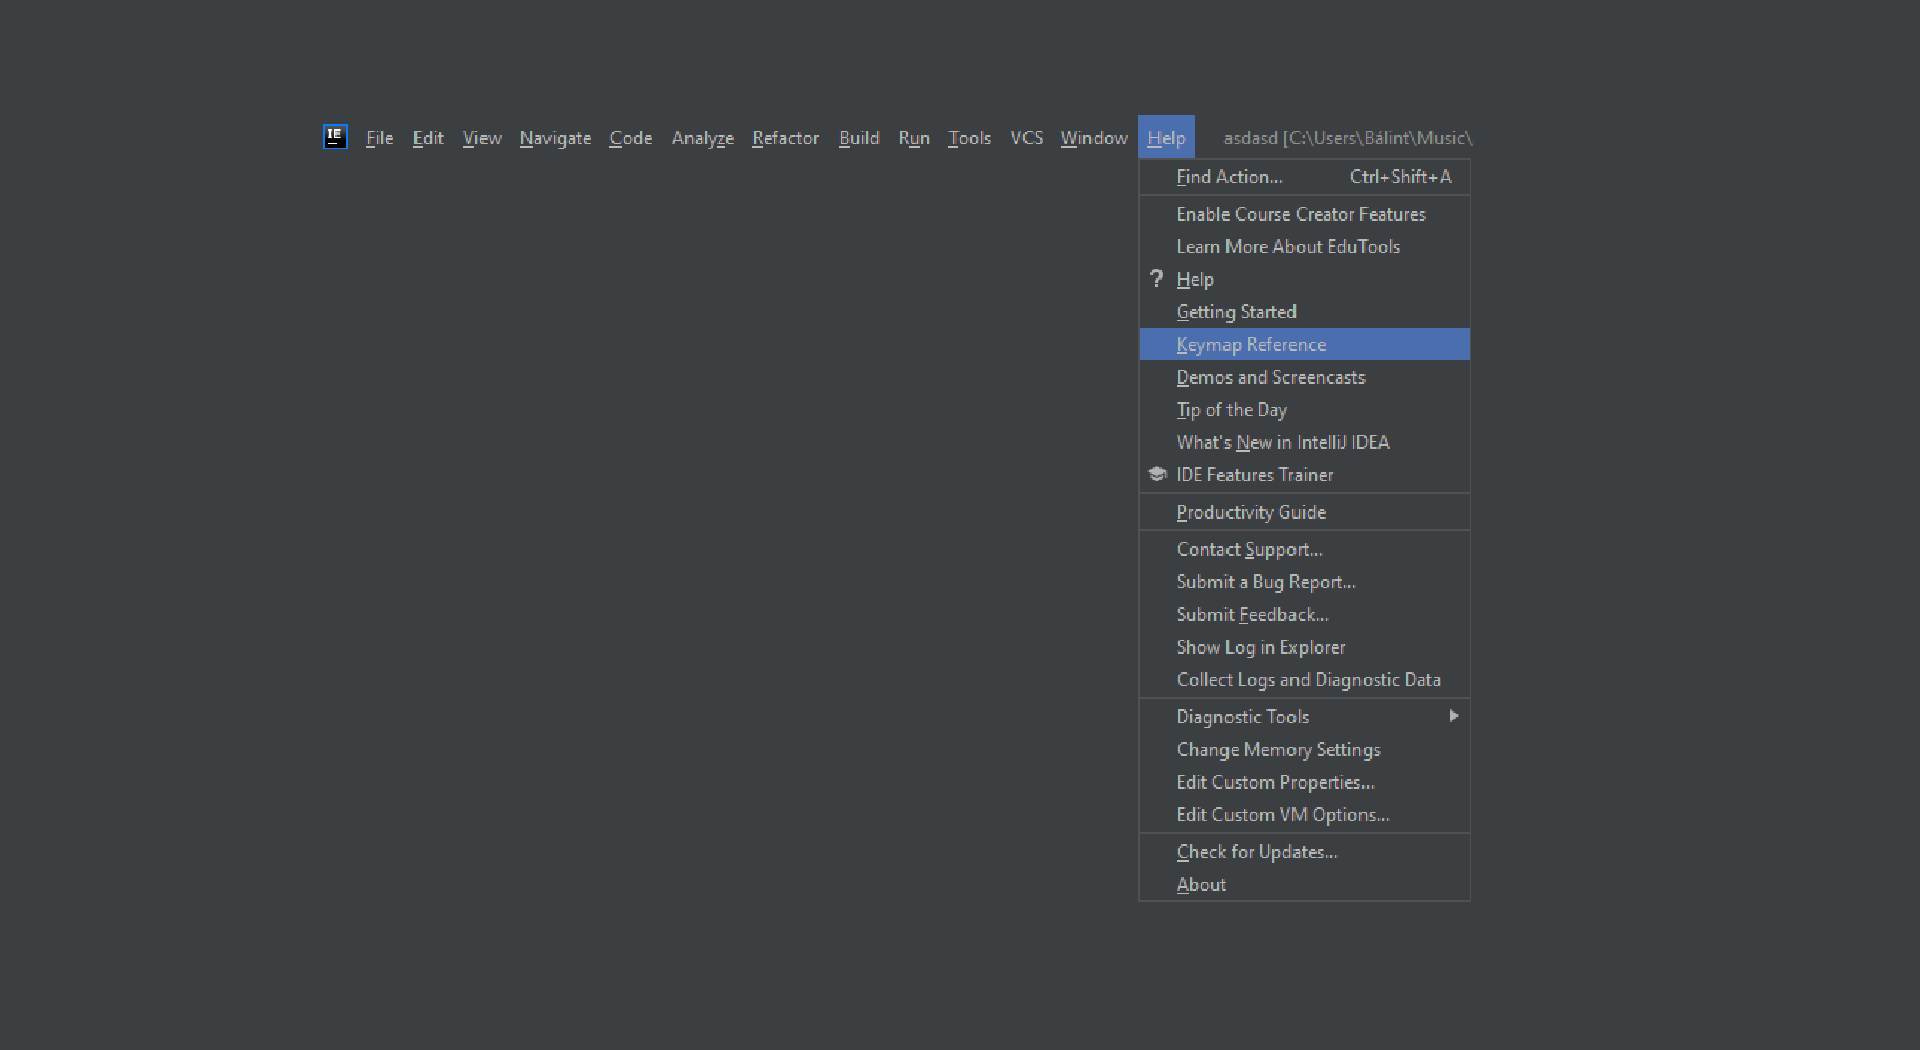 IE File Edit View Navigate Code Analyze Refactor Build Run Tools VCS Window Help asdasd [C:\Users\Bálint\Music\
Find Action... Ctrl+Shift+A
Enable Course Creator Features
Learn More About EduTools
? Help
Getting Started
Keymap Reference
Demos and Screencasts
Tip of the Day
What's New in IntelliJ IDEA
IDE Features Trainer
Productivity Guide
Contact Support...
Submit a Bug Report...
Submit Feedback...
Show Log in Explorer
Collect Logs and Diagnostic Data
Diagnostic Tools
Change Memory Settings
Edit Custom Properties...
Edit Custom VM Options...
Check for Updates...
About